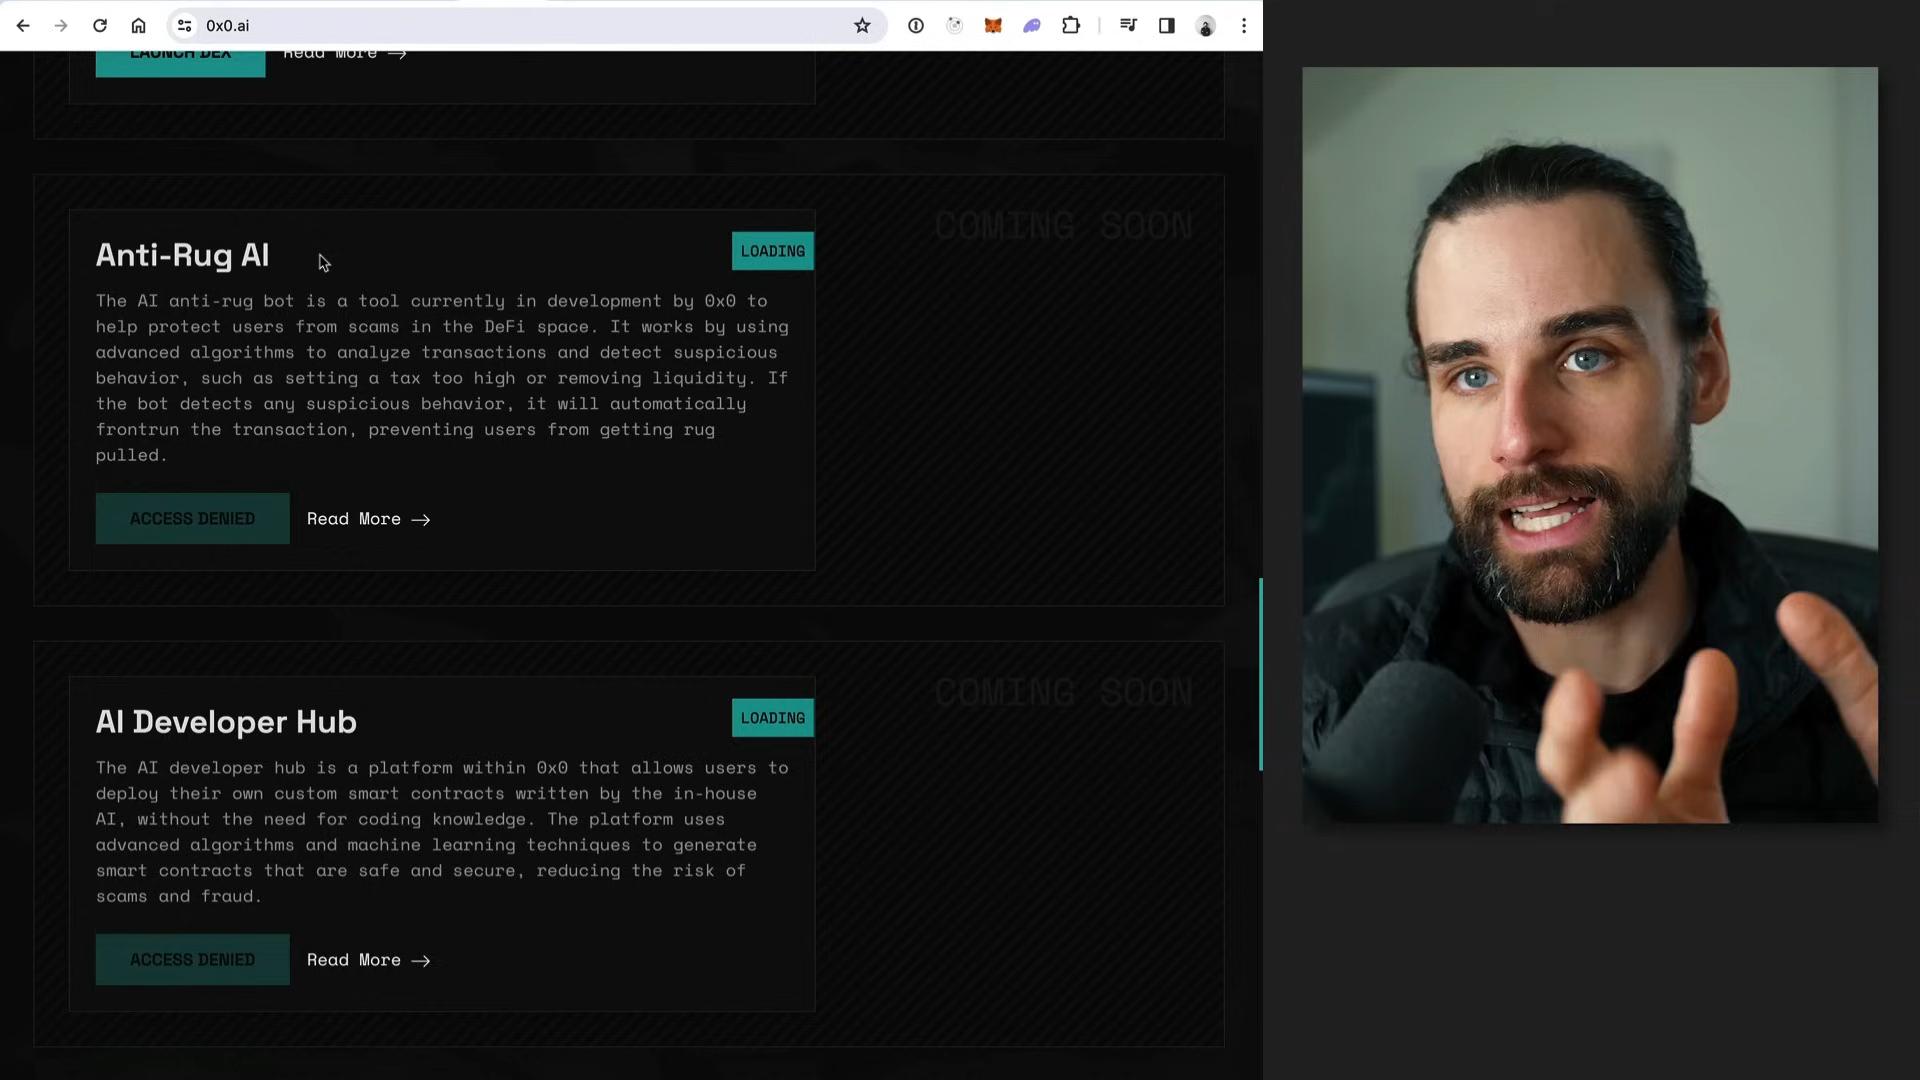 0x0.ai
LAUNCH DEX
Read More →
Anti-Rug AI
LOADING
COMING SOON
The AI anti-rug bot is a tool currently in development by 0x0 to
help protect users from scams in the DeFi space. It works by using
advanced algorithms to analyze transactions and detect suspicious
behavior, such as setting a tax too high or removing liquidity. If
the bot detects any suspicious behavior, it will automatically
frontrun the transaction, preventing users from getting rug
pulled.
ACCESS DENIED
Read More →
AI Developer Hub
LOADING
COMING SOON
The AI developer hub is a platform within 0x0 that allows users to
deploy their own custom smart contracts written by the in-house
AI, without the need for coding knowledge. The platform uses
advanced algorithms and machine learning techniques to generate
smart contracts that are safe and secure, reducing the risk of
scams and fraud.
ACCESS DENIED
Read More →